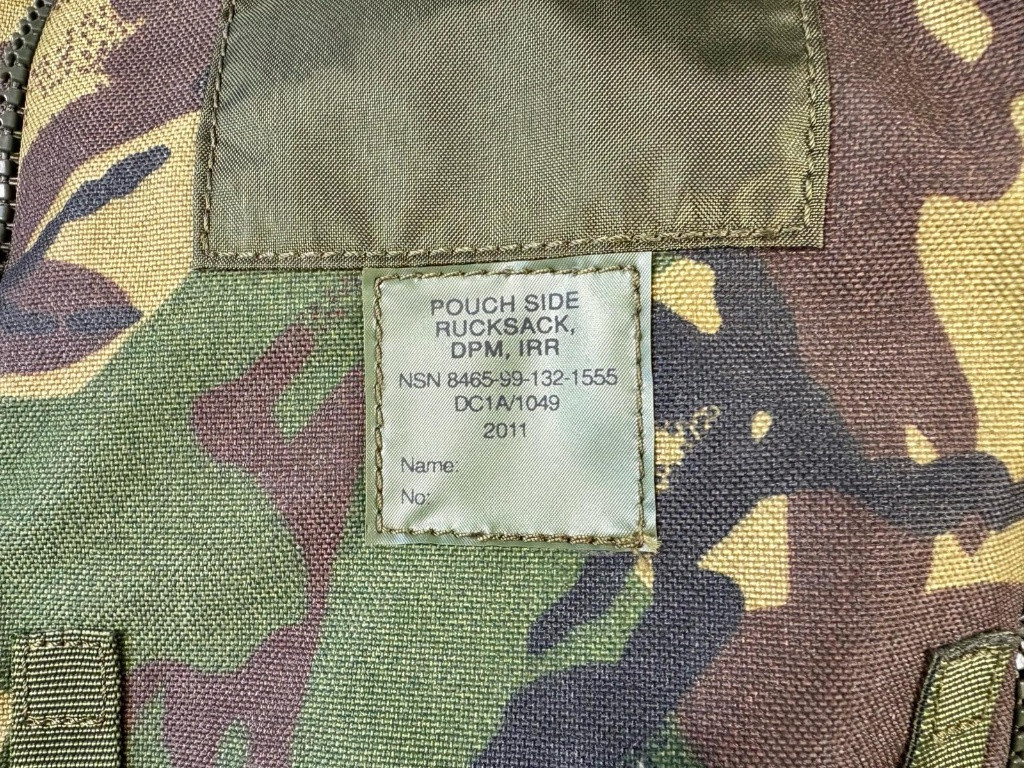 POUCH SIDE
RUCKSACK,
DPM, IRR
NSN 8465-99-132-1555
DC1A/1049
2011
Name:
No: